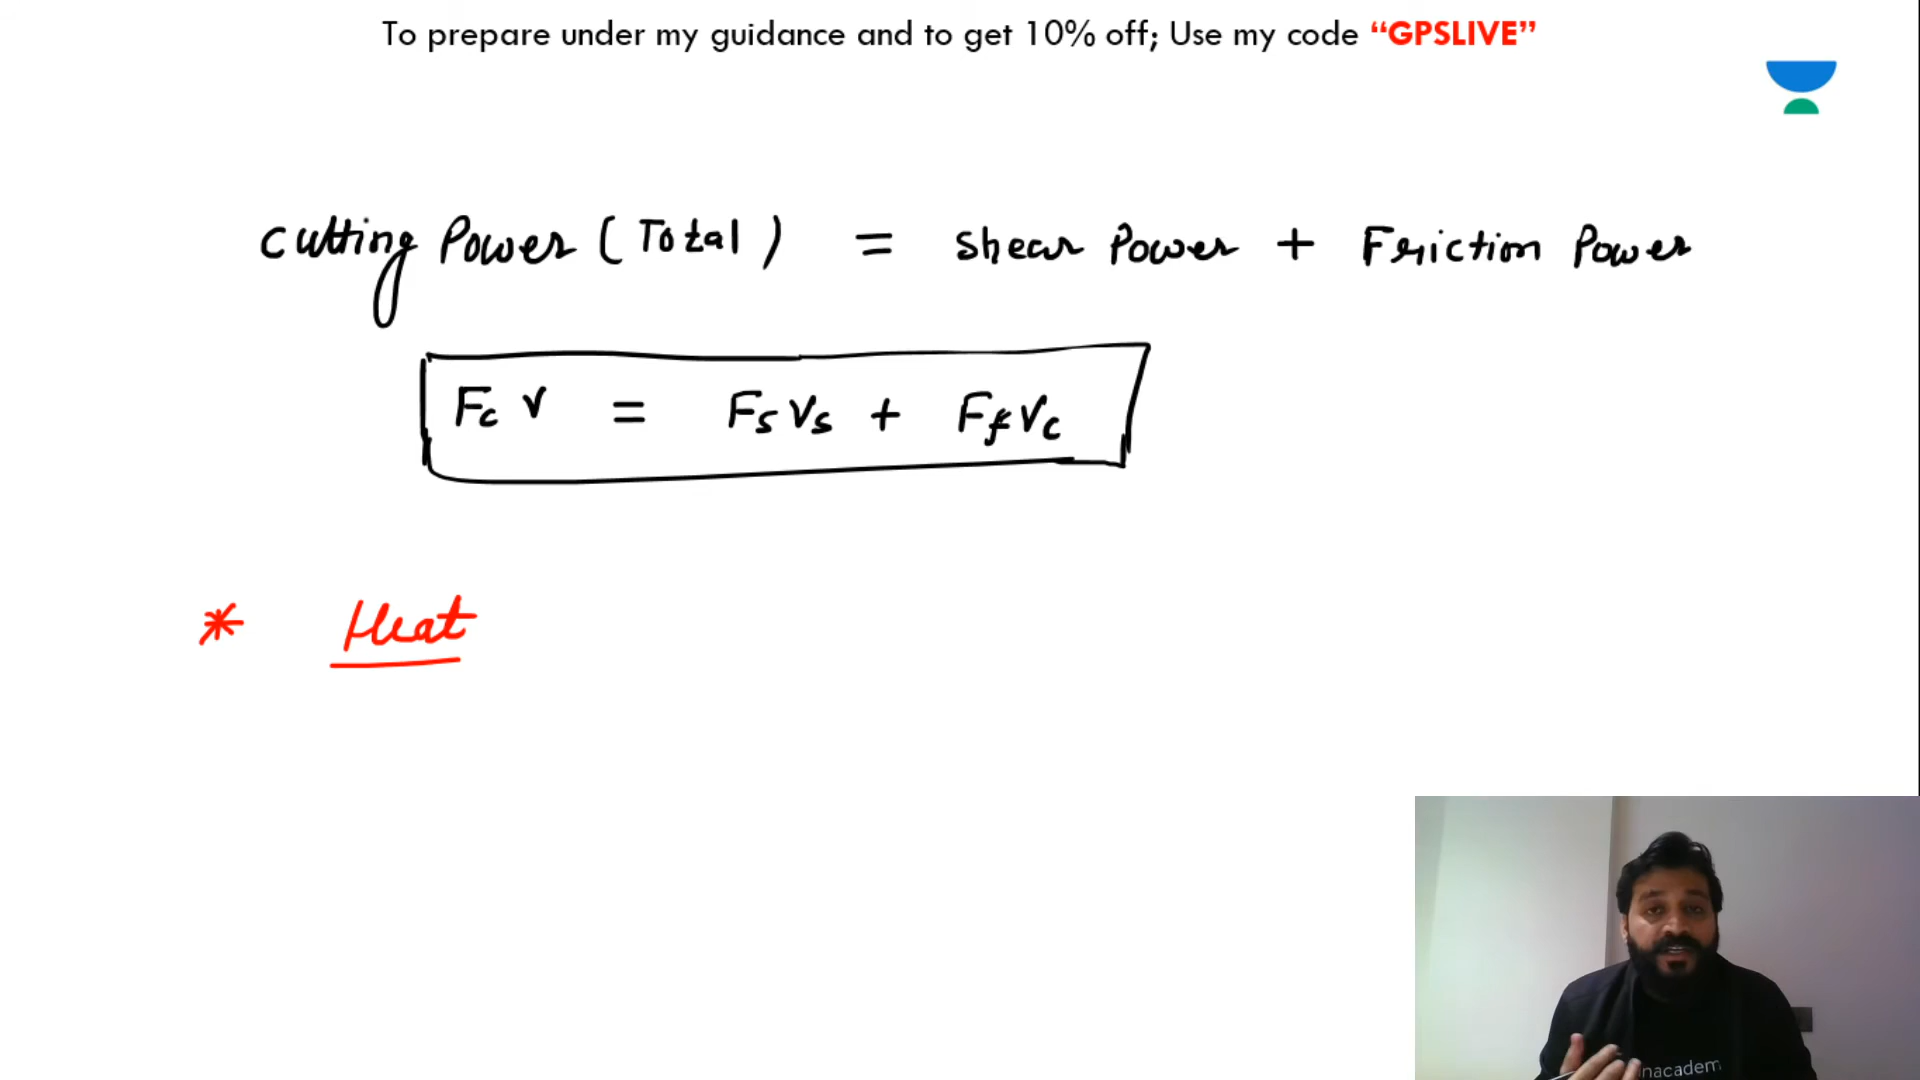 To prepare under my guidance and to get 10% off; Use my code “GPSLIVE”
Cutting Power (Total) = Shear Power + Friction Power
Fc V = Fs Vs + Ff Vc
* Heat
nacadem